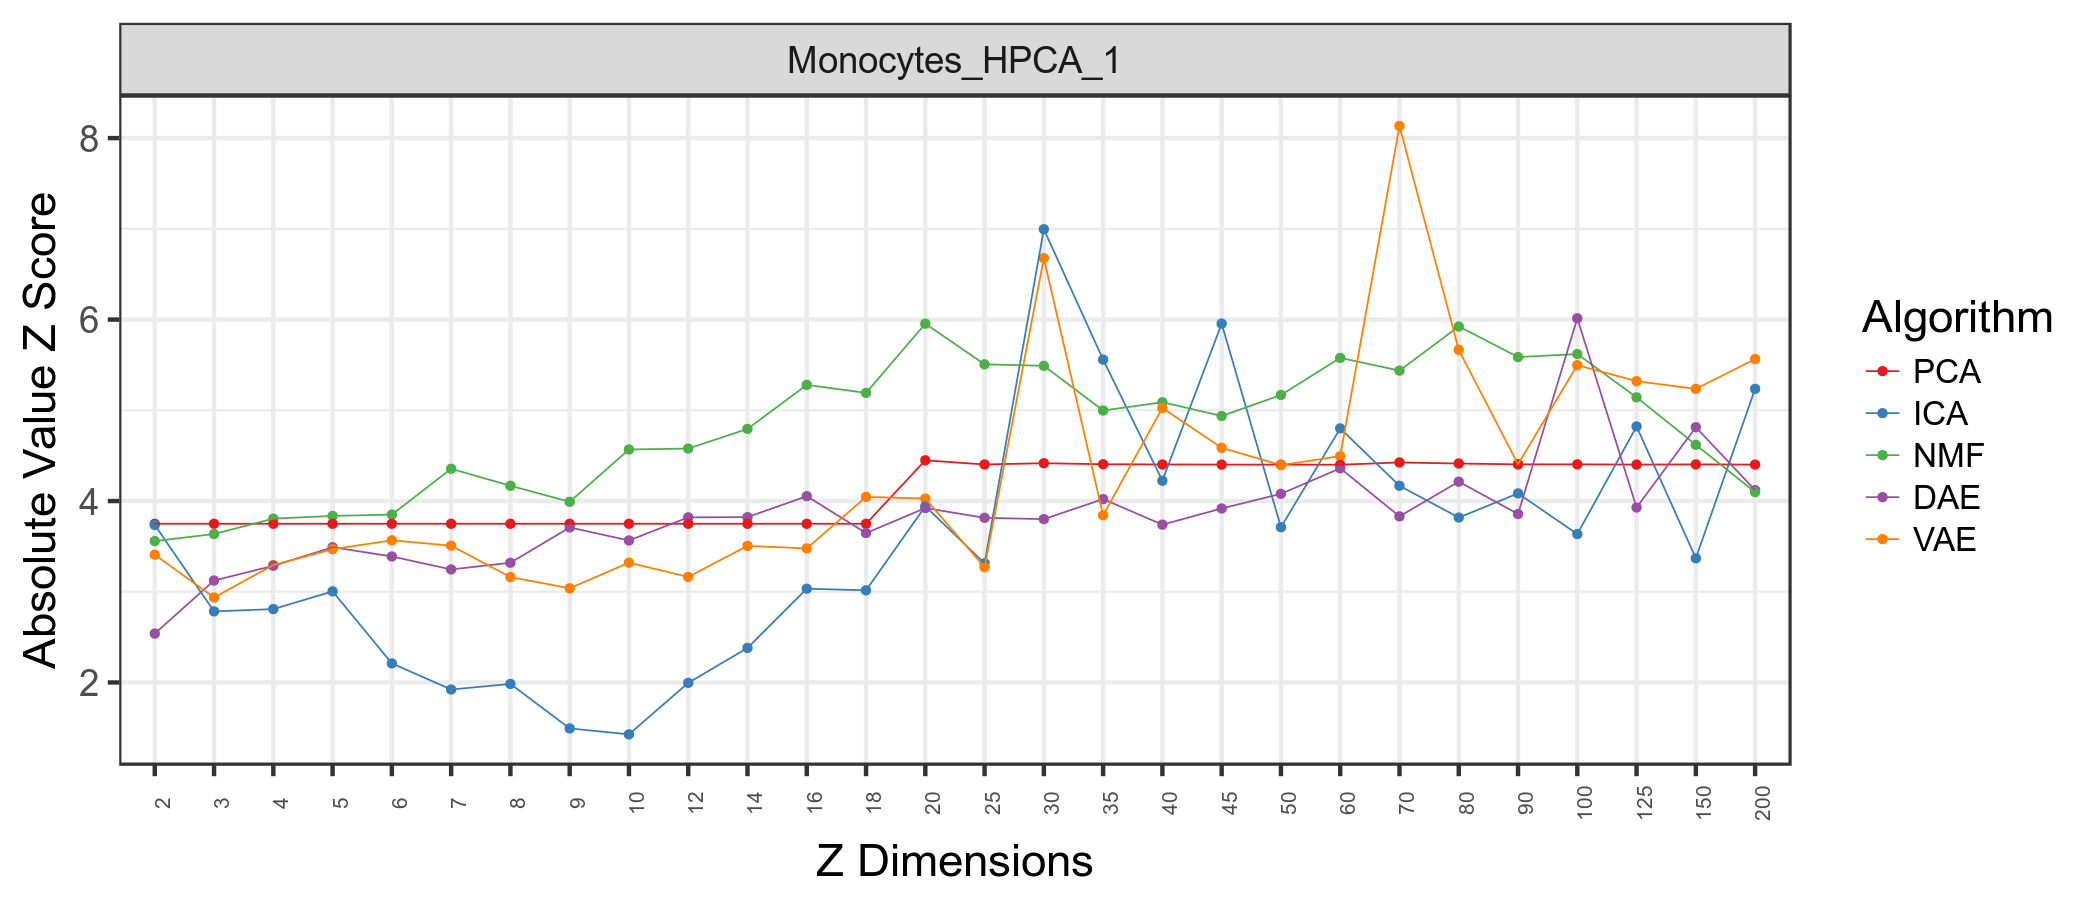 Monocytes_HPCA_1
Absolute Value Z Score
8
6
4
2
2 3 4 5 6 7 8 9 10 12 14 16 18 20 25 30 35 40 45 50 60 70 80 90 100 125 150 200
Z Dimensions
Algorithm
PCA
ICA
NMF
DAE
VAE